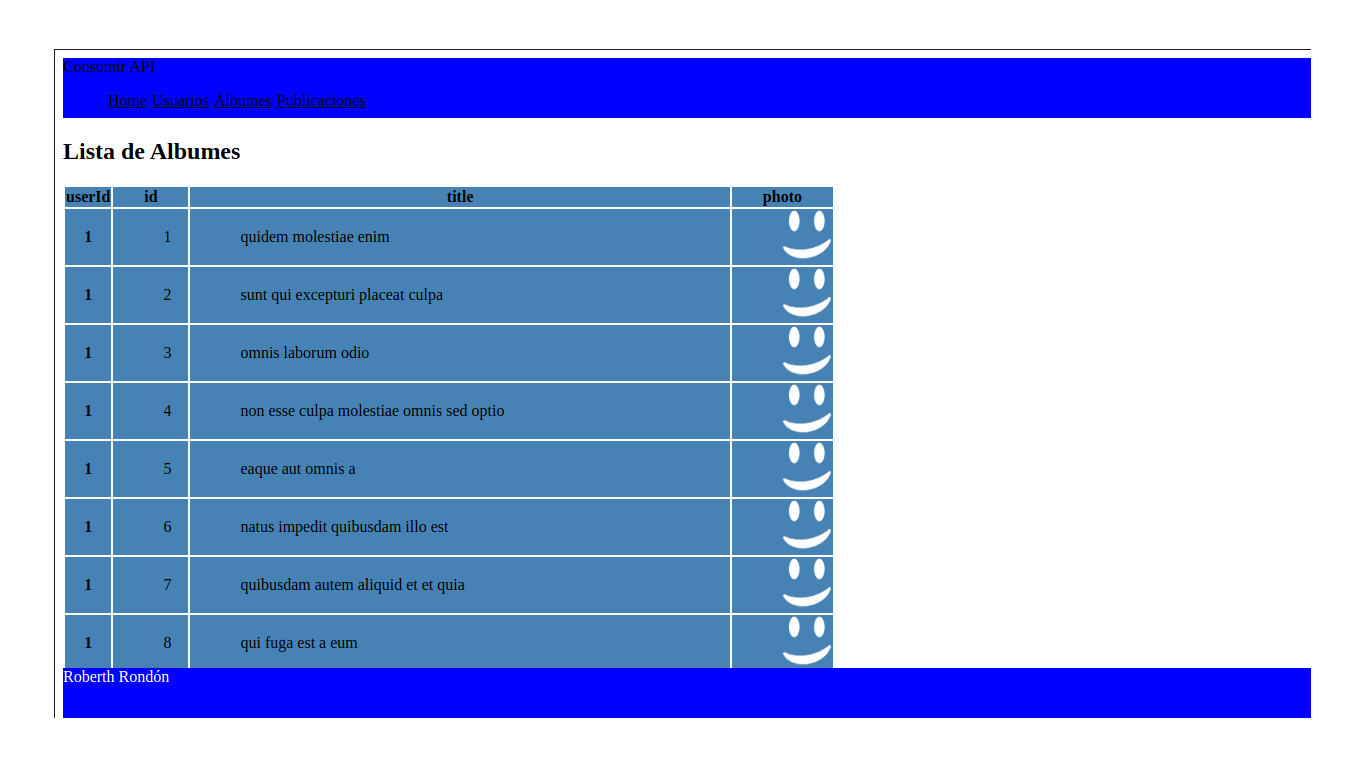 Consumir API
Home Usuarios Albumes Publicaciones
Lista de Albumes
userId id title photo
1 1 quidem molestiae enim
1 2 sunt qui excepturi placeat culpa
1 3 omnis laborum odio
1 4 non esse culpa molestiae omnis sed optio
1 5 eaque aut omnis a
1 6 natus impedit quibusdam illo est
1 7 quibusdam autem aliquid et et quia
1 8 qui fuga est a eum
Roberth Rondón